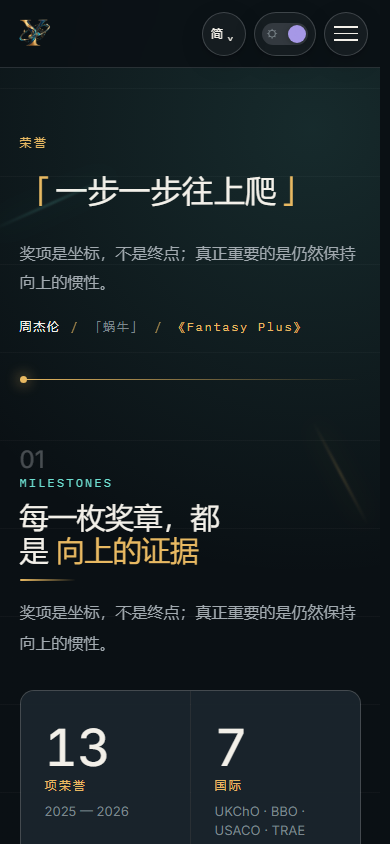 简
荣誉
「一步一步往上爬」
奖项是坐标，不是终点；真正重要的是仍然保持
向上的惯性。
周杰伦 / 「蜗牛」 / 《Fantasy Plus》
01
MILESTONES
每一枚奖章，都
是 向上的证据
奖项是坐标，不是终点；真正重要的是仍然保持
向上的惯性。
13
项荣誉
2025 — 2026
7
国际
UKChO · BBO ·
USACO · TRAE